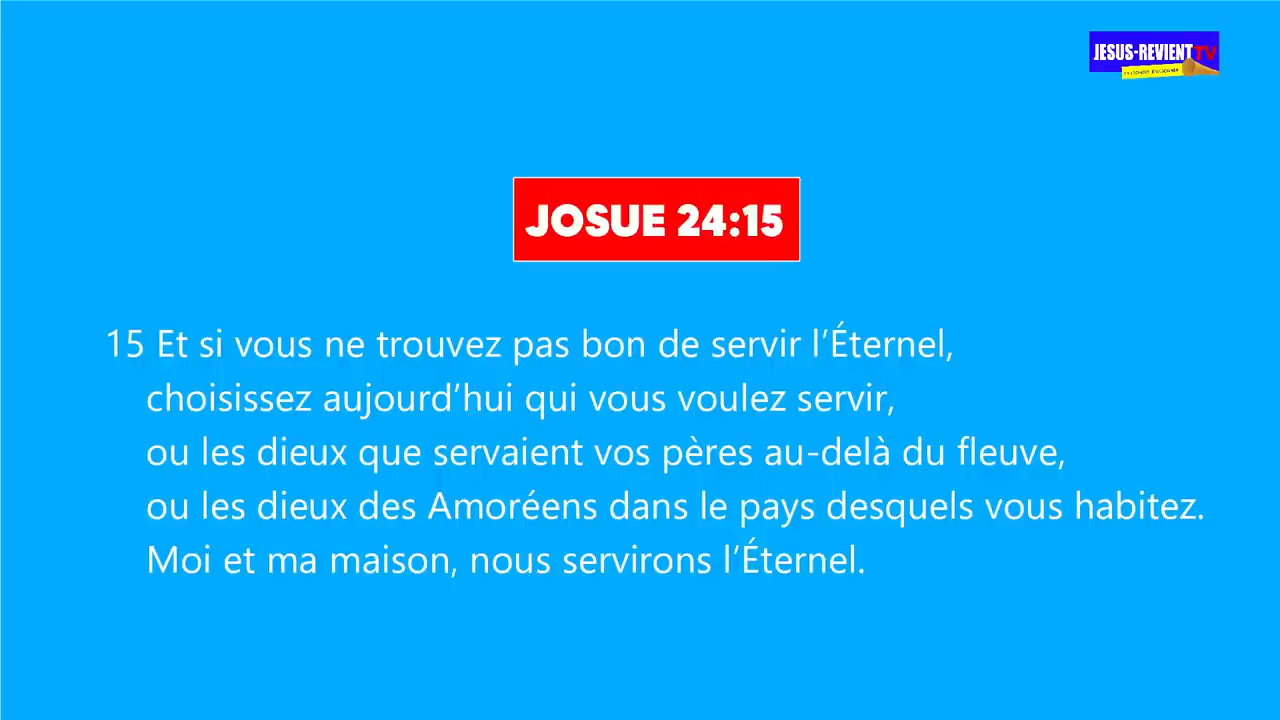 JESUS-REVIENT TV
JOSUE 24:15
15 Et si vous ne trouvez pas bon de servir l’Éternel,
choisissez aujourd’hui qui vous voulez servir,
ou les dieux que servaient vos pères au-delà du fleuve,
ou les dieux des Amoréens dans le pays desquels vous habitez.
Moi et ma maison, nous servirons l’Éternel.